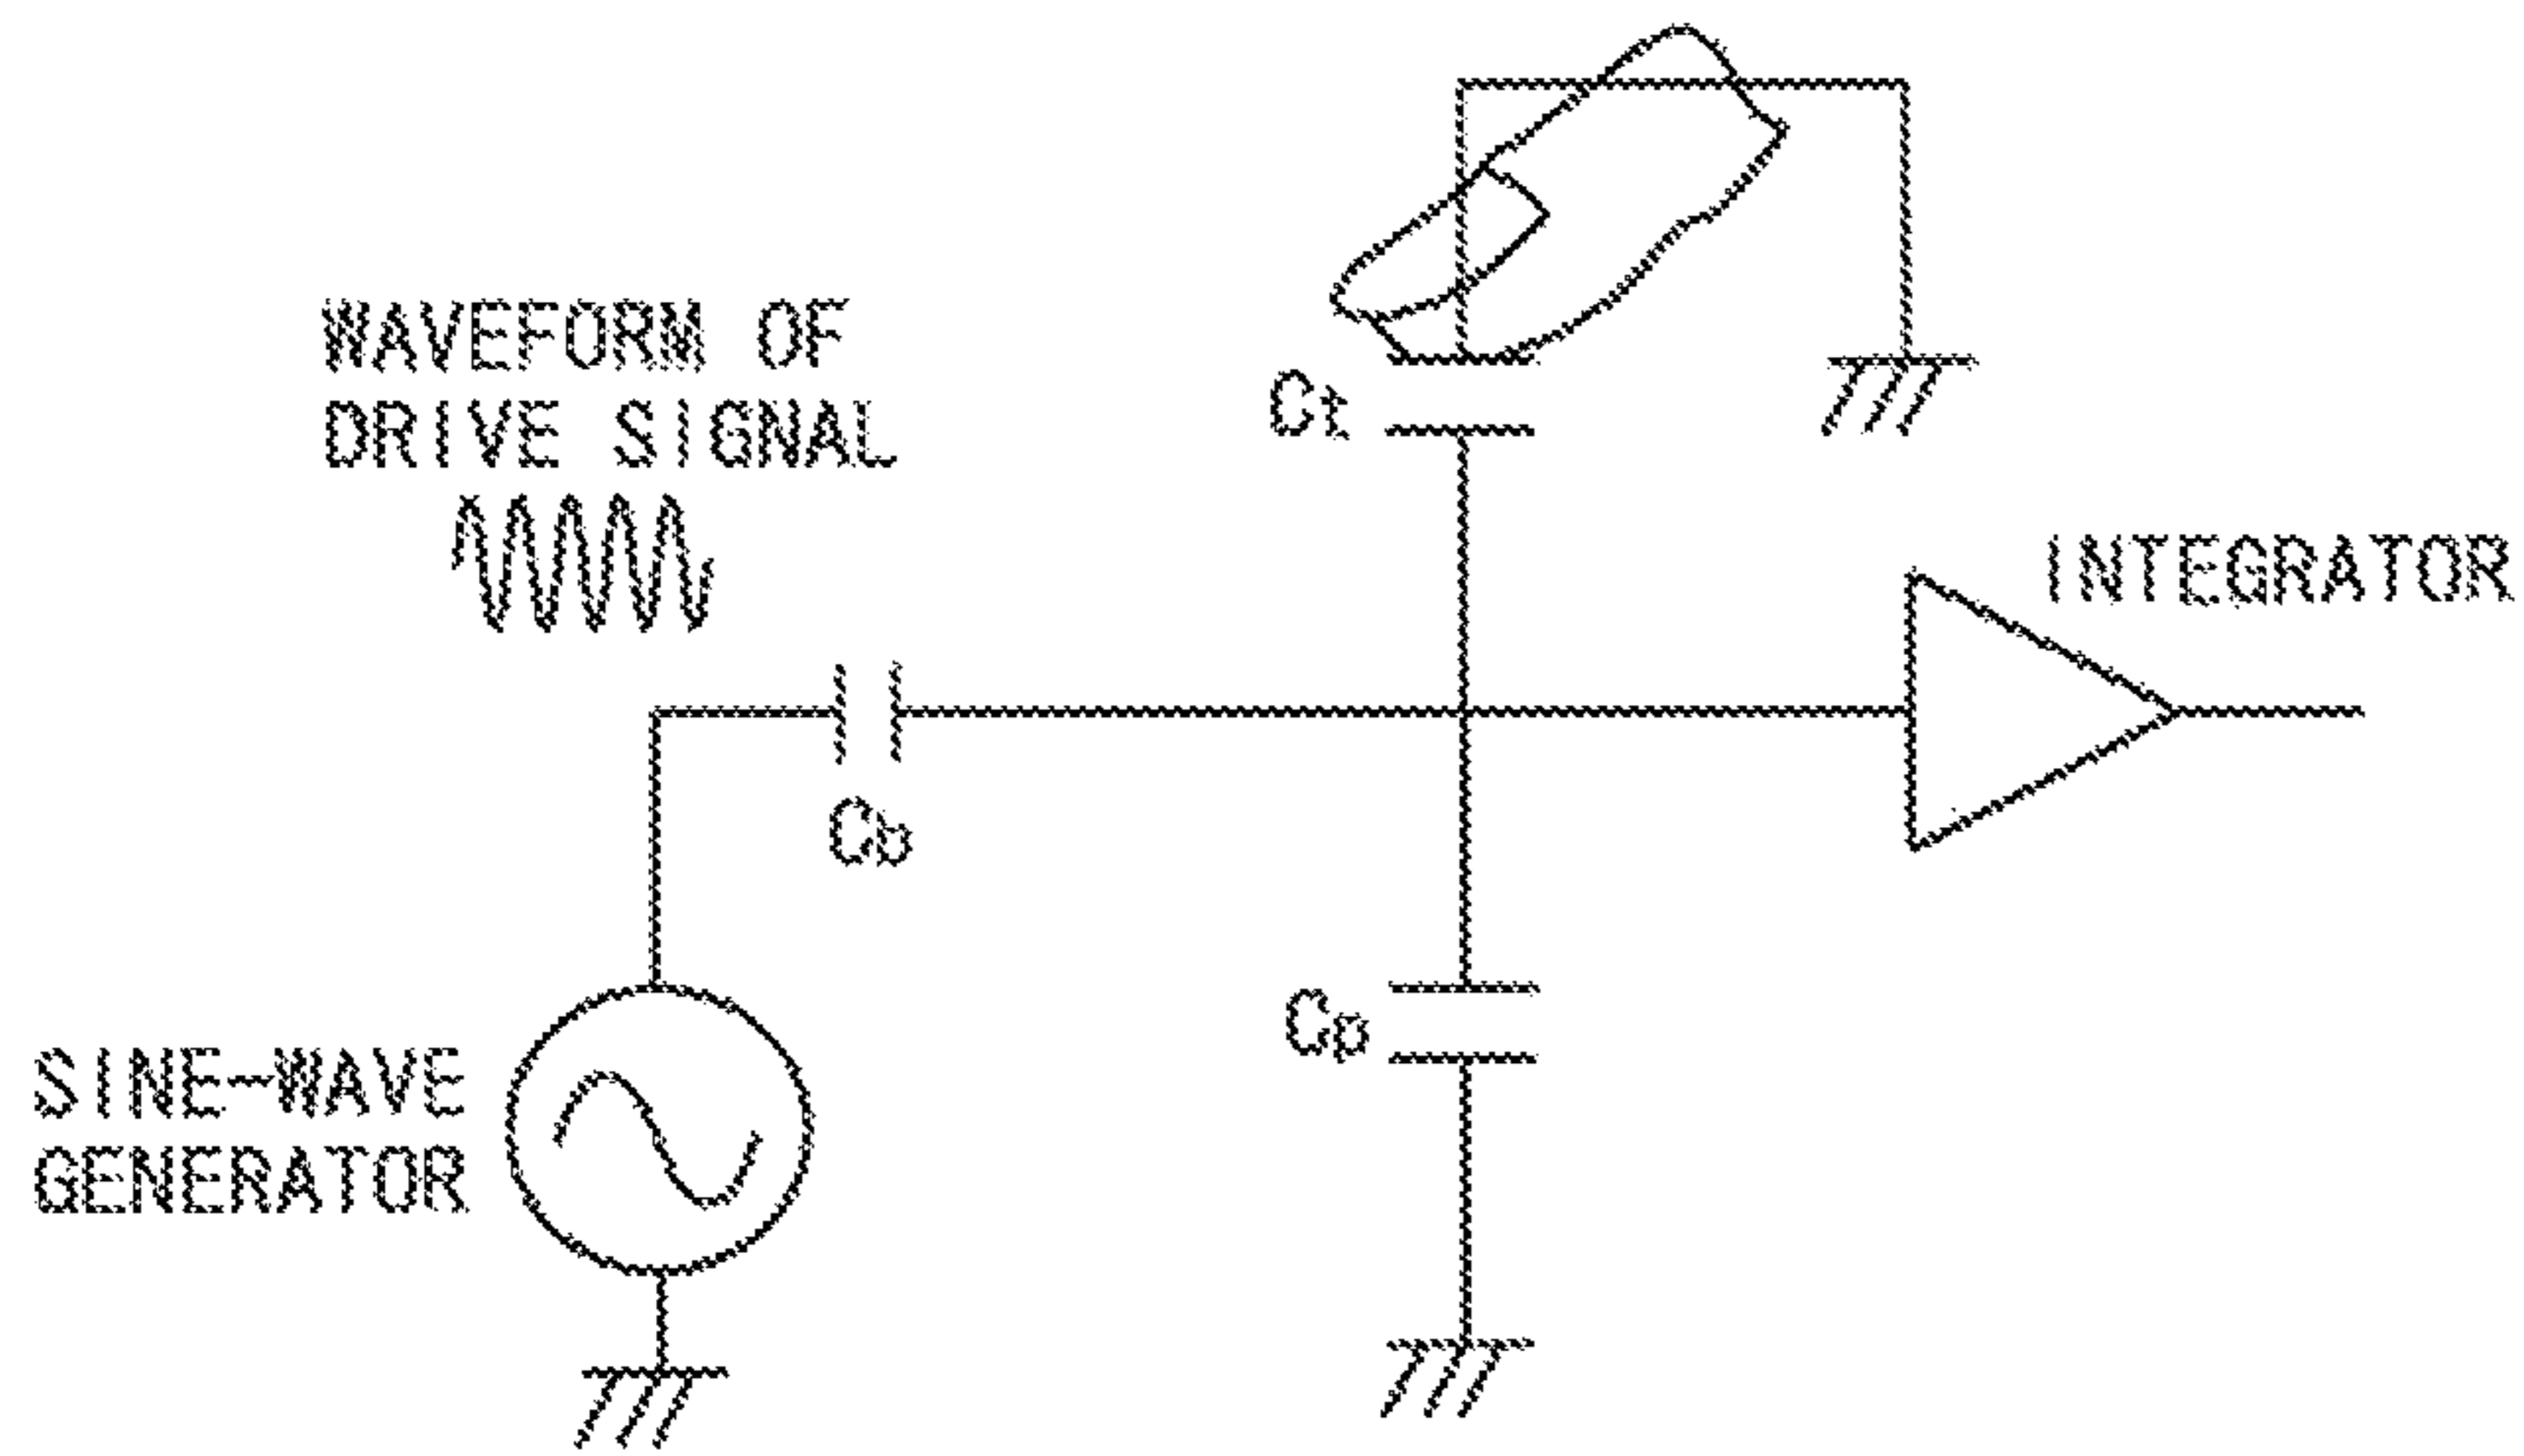 WAVEFORM OF
DRIVE SIGNAL
Ct
INTEGRATOR
Cb
Cp
SINE-WAVE
GENERATOR